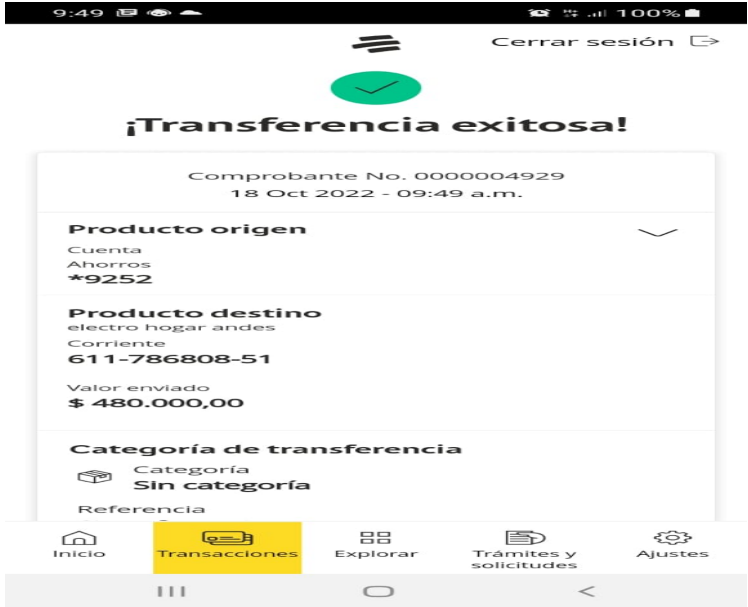 9:49
100%
Cerrar sesión
¡Transferencia exitosa!
Comprobante No. 0000004929
18 Oct 2022 - 09:49 a.m.
Producto origen
Cuenta
Ahorros
*9252
Producto destino
electro hogar andes
Corriente
611-786808-51
Valor enviado
$ 480.000,00
Categoría de transferencia
Categoría
Sin categoría
Referencia
Inicio
Transacciones
Explorar
Trámites y
solicitudes
Ajustes